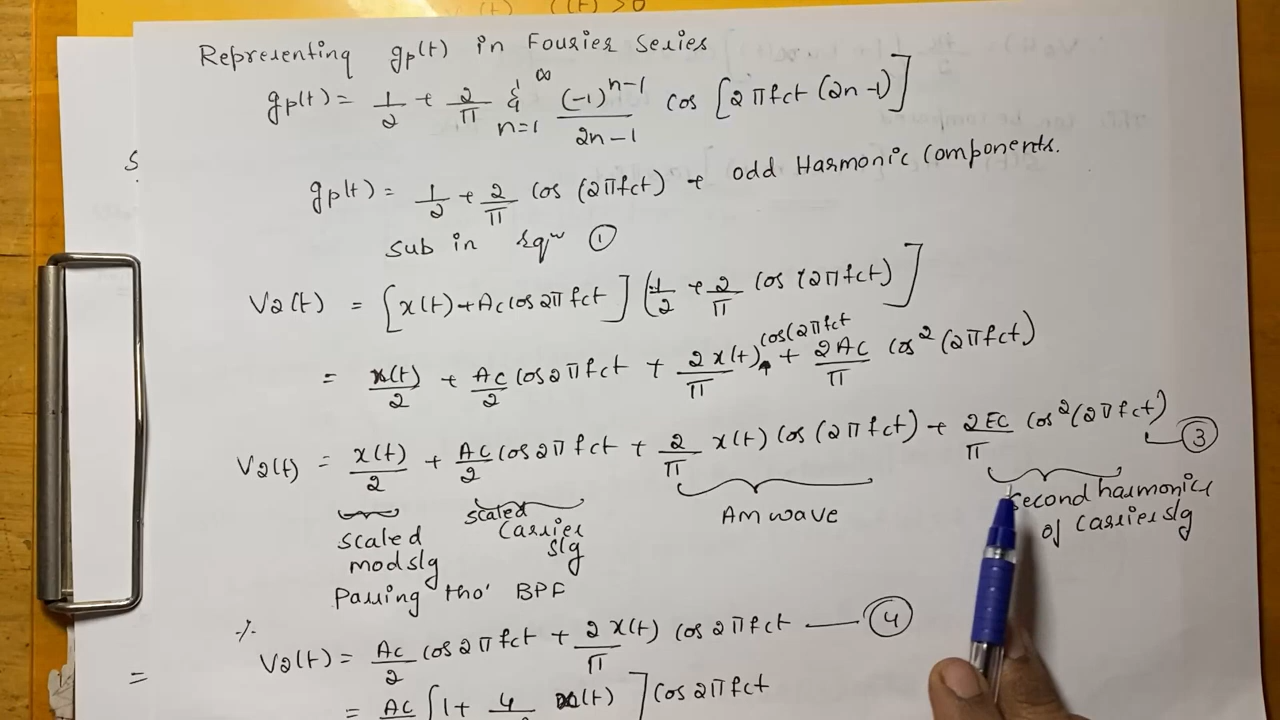 Representing gp(t) in Fourier Series
gp(t) = 1/2 + 2/π Σ n=1 ∞ (-1)^n-1 / 2n-1 cos [2πfct (2n-1)]
gp(t) = 1/2 + 2/π cos (2πfct) + odd Harmonic components.
sub in eqn ①
V2(t) = [x(t) + Ac cos 2πfct] [1/2 + 2/π cos (2πfct)]
= x(t)/2 + Ac/2 cos 2πfct + 2x(t)/π cos(2πfct + 2Ac/π cos² (2πfct)
V2(t) = x(t)/2 + Ac/2 cos 2πfct + 2/π x(t) cos (2πfct) + 2EC/π cos² (2πfct) ③
scaled mod slg
scaled carrier slg
AM wave
second harmonic of carrier slg
Passing thro' BPF
V2(t) = Ac/2 cos 2πfct + 2x(t)/π cos 2πfct — ④
= Ac [1 + 4 x(t) ] cos 2πfct